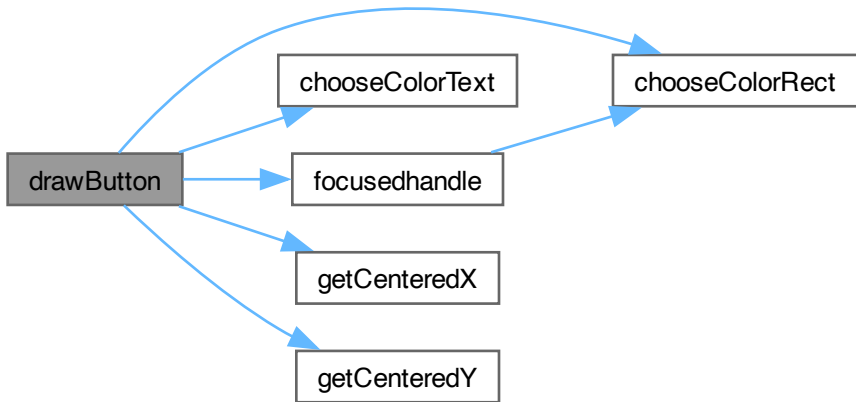 chooseColorText
chooseColorRect
drawButton
focusedhandle
getCenteredX
getCenteredY